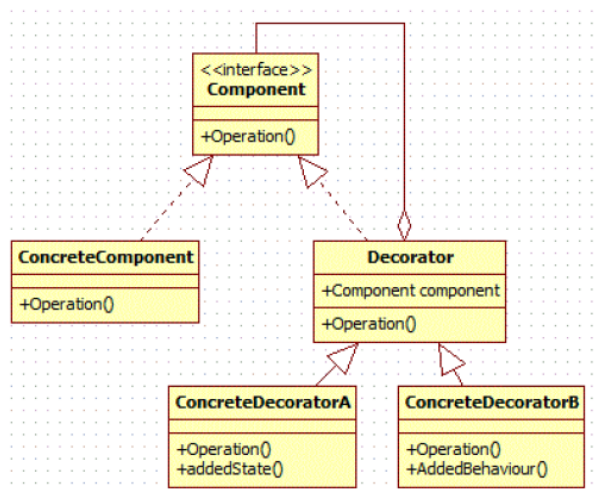 <<interface>>
Component
+Operation()
ConcreteComponent
+Operation()
Decorator
+Component component
+Operation()
ConcreteDecoratorA
+Operation()
+addedState()
ConcreteDecoratorB
+Operation()
+AddedBehaviour()